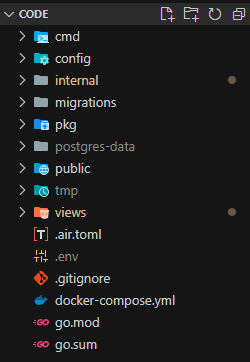 CODE
cmd
config
internal
migrations
pkg
postgres-data
public
tmp
views
.air.toml
.env
.gitignore
docker-compose.yml
go.mod
go.sum